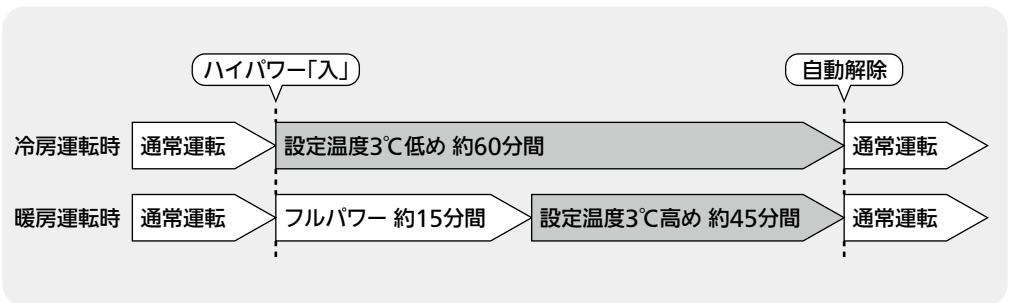 ハイパワー「入」
自動解除
冷房運転時 通常運転 設定温度3℃低め 約60分間 通常運転
暖房運転時 通常運転 フルパワー 約15分間 設定温度3℃高め 約45分間 通常運転